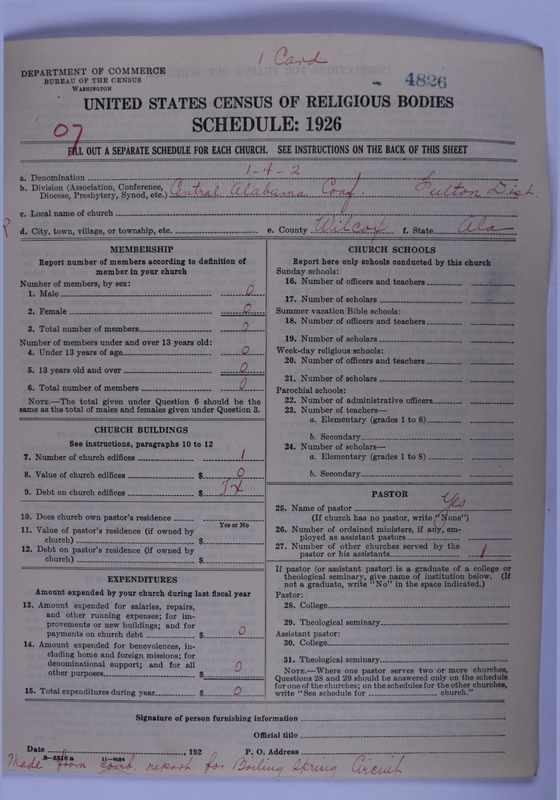 1 Card
DEPARTMENT OF COMMERCE
BUREAU OF THE CENSUS
WASHINGTON
4826
UNITED STATES CENSUS OF RELIGIOUS BODIES
SCHEDULE: 1926
07
FILL OUT A SEPARATE SCHEDULE FOR EACH CHURCH. SEE INSTRUCTIONS ON THE BACK OF THIS SHEET
a. Denomination 1-4-2
b. Division (Association, Conference, Diocese, Presbytery, Synod, etc.) Central Alabama Conf. Fulton Dist.
c. Local name of church
d. City, town, village, or township, etc. e. County Wilcox f. State Ala
MEMBERSHIP
Report number of members according to definition of
member in your church
Number of members, by sex:
1. Male 0
2. Female 0
3. Total number of members 0
Number of members under and over 13 years old:
4. Under 13 years of age 0
5. 13 years old and over 0
6. Total number of members 0
NOTE.—The total given under Question 6 should be the
same as the total of males and females given under Question 3.
CHURCH BUILDINGS
See instructions, paragraphs 10 to 12
7. Number of church edifices 1
8. Value of church edifices $ 0
9. Debt on church edifices $ Jx
10. Does church own pastor's residence
Yes or No
11. Value of pastor's residence (if owned by
church) $
12. Debt on pastor's residence (if owned by
church) $
EXPENDITURES
Amount expended by your church during last fiscal year
13. Amount expended for salaries, repairs,
and other running expenses; for im-
provements or new buildings; and for
payments on church debt $ 0
14. Amount expended for benevolences, in-
cluding home and foreign missions; for
denominational support; and for all
other purposes $ 0
15. Total expenditures during year $ 0
CHURCH SCHOOLS
Report here only schools conducted by this church
Sunday schools:
16. Number of officers and teachers
17. Number of scholars
Summer vacation Bible schools:
18. Number of officers and teachers
19. Number of scholars
Week-day religious schools:
20. Number of officers and teachers
21. Number of scholars
Parochial schools:
22. Number of administrative officers
23. Number of teachers—
a. Elementary (grades 1 to 8)
b. Secondary
24. Number of scholars—
a. Elementary (grades 1 to 8)
b. Secondary
PASTOR
25. Name of pastor Yes
(If church has no pastor, write "None")
26. Number of ordained ministers, if any, em-
ployed as assistant pastors
27. Number of other churches served by the
pastor or his assistants 1
If pastor (or assistant pastor) is a graduate of a college or
theological seminary, give name of institution below. (If
not a graduate, write "No" in the space indicated.)
Pastor:
28. College
29. Theological seminary
Assistant pastor:
30. College
31. Theological seminary
NOTE.—Where one pastor serves two or more churches,
Questions 28 and 29 should be answered only on the schedule
for one of the churches; on the schedules for the other churches,
write "See schedule for church."
Signature of person furnishing information
Official title
Date , 192 P. O. Address
8-5518a 11-9064
Made from comb. report for Boiling Spring Circuit